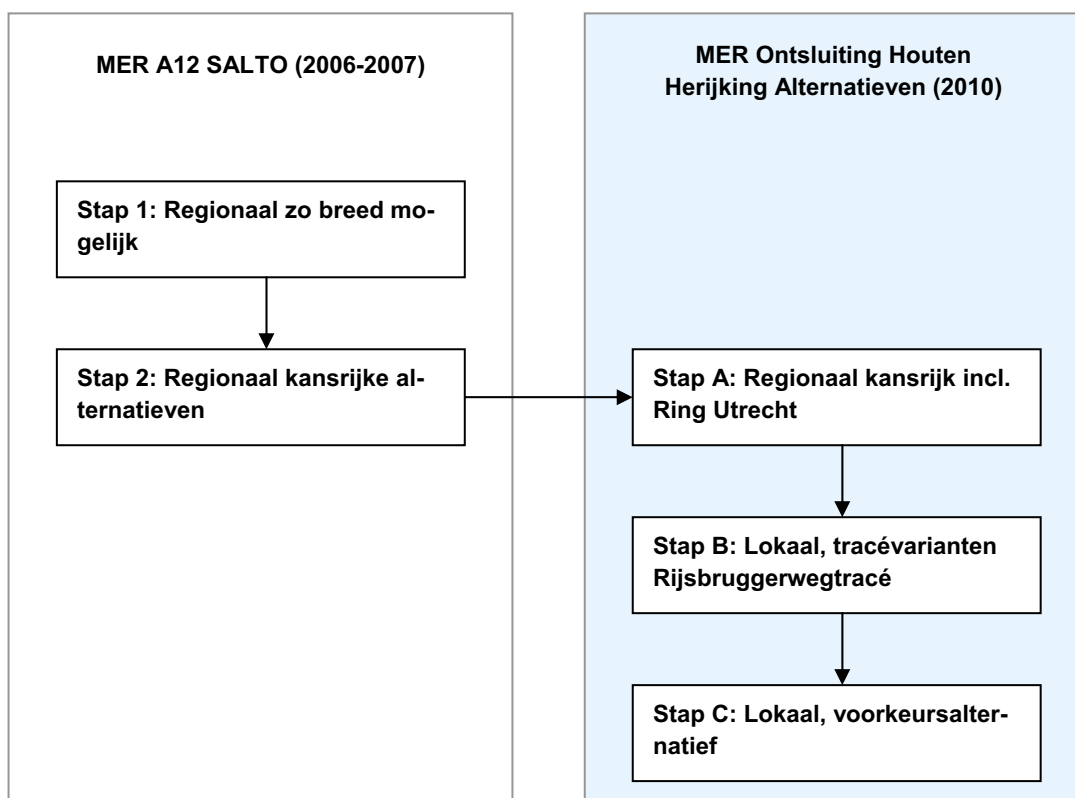 MER A12 SALTO (2006-2007)
Stap 1: Regionaal zo breed mo-
gelijk
Stap 2: Regionaal kansrijke al-
ternatieven
MER Ontsluiting Houten
Herijking Alternatieven (2010)
Stap A: Regionaal kansrijk incl.
Ring Utrecht
Stap B: Lokaal, tracévarianten
Rijsbruggerwegtracé
Stap C: Lokaal, voorkeursalter-
natief